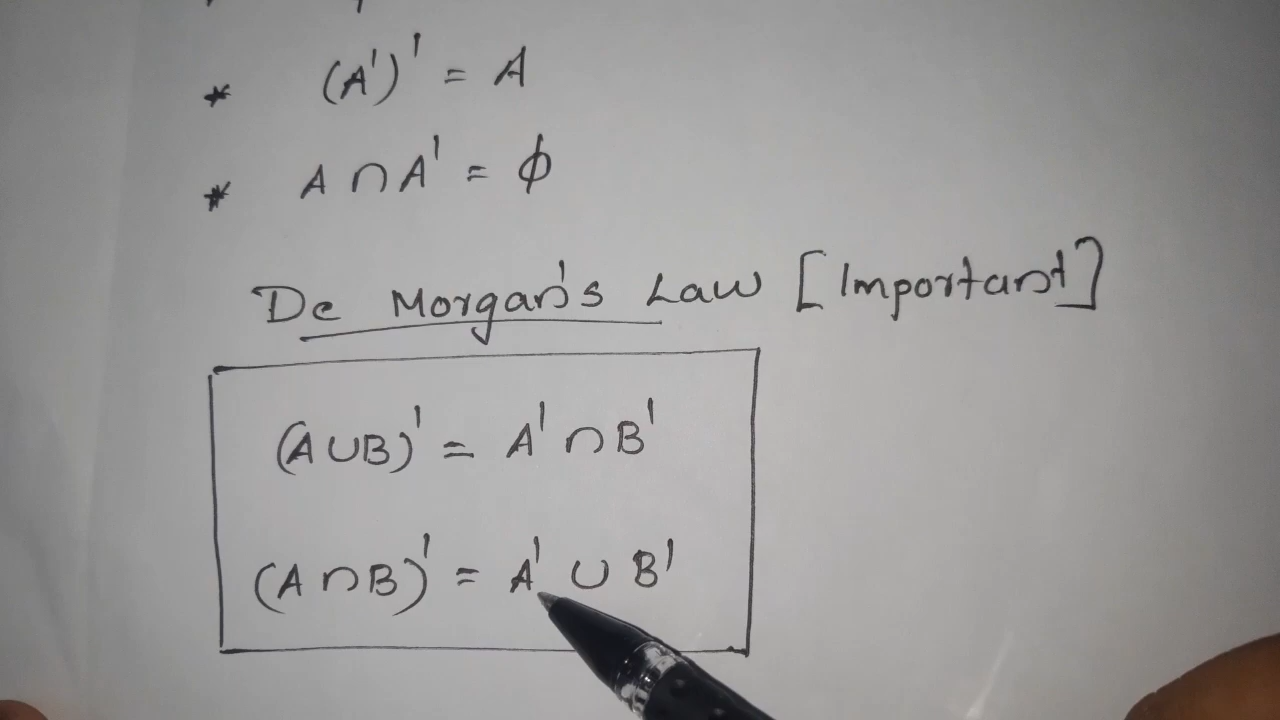 * (A')' = A
* A∩A' = ϕ
De Morgan's Law [Important]
(A∪B)' = A'∩B'
(A∩B)' = A' ∪ B'